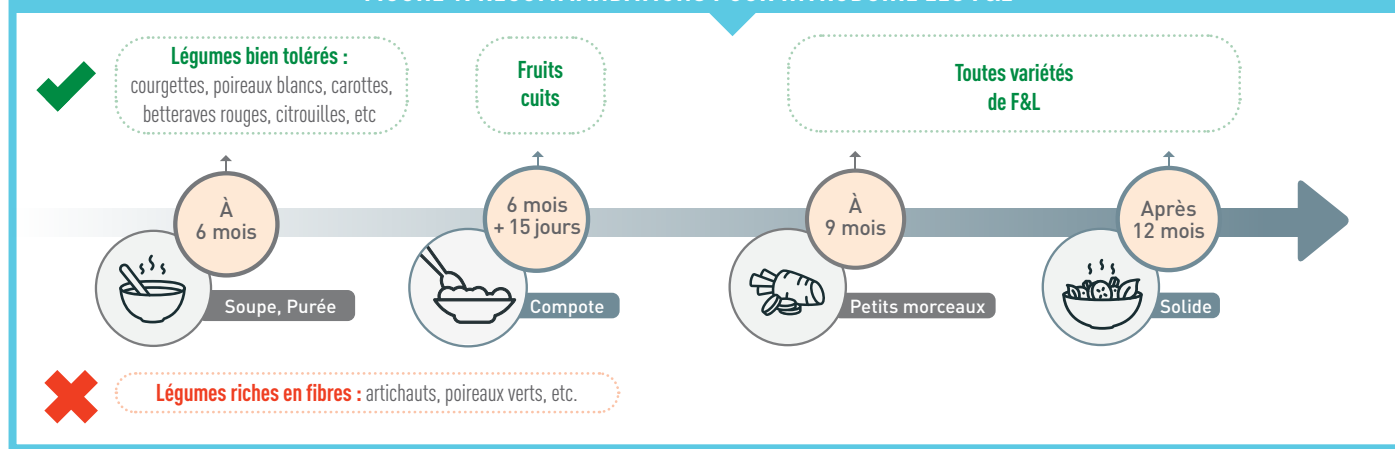 Légumes bien tolérés :
courgettes, poireaux blancs, carottes,
betteraves rouges, citrouilles, etc
Fruits
cuits
Toutes variétés
de F&L
À
6 mois
6 mois
+ 15 jours
À
9 mois
Après
12 mois
Soupe, Purée
Compote
Petits morceaux
Solide
Légumes riches en fibres : artichauts, poireaux verts, etc.